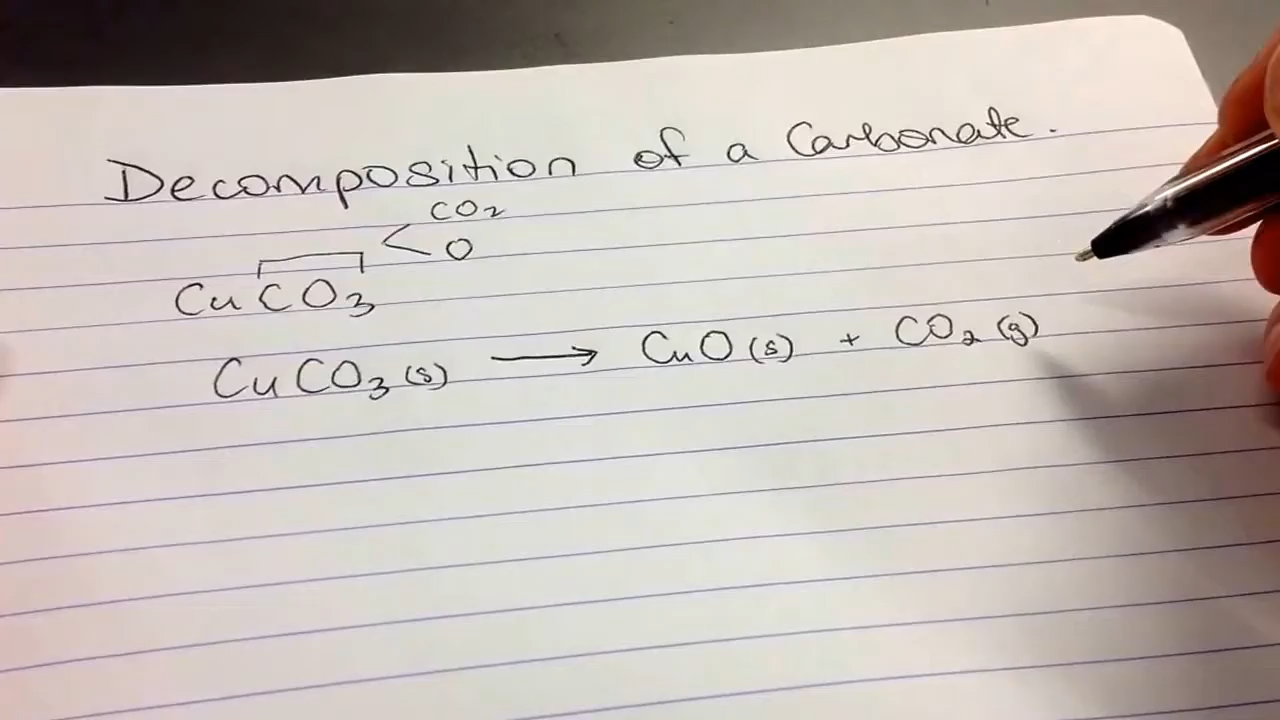 Decomposition of a Carbonate.
CO₂
O
CuCO₃
CuCO₃(s) → CuO(s) + CO₂(g)